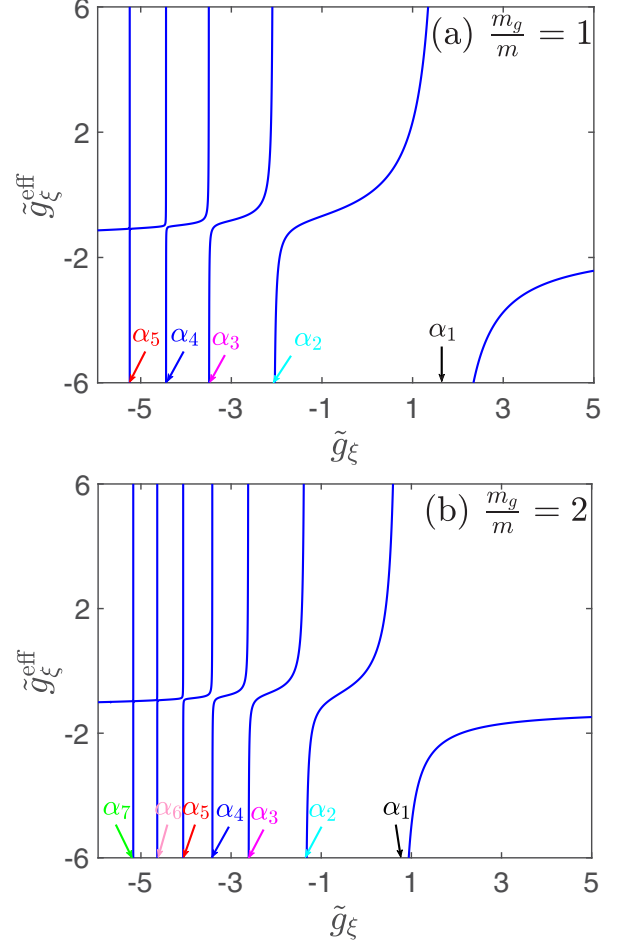 6
(a) m_g/m = 1
2
g̃_ξ^eff
-2
α₅ α₄ α₃ α₂ α₁
-6
-5 -3 -1 1 3 5
g̃_ξ
6
(b) m_g/m = 2
2
g̃_ξ^eff
-2
α₇ α₆ α₅ α₄ α₃ α₂ α₁
-6
-5 -3 -1 1 3 5
g̃_ξ